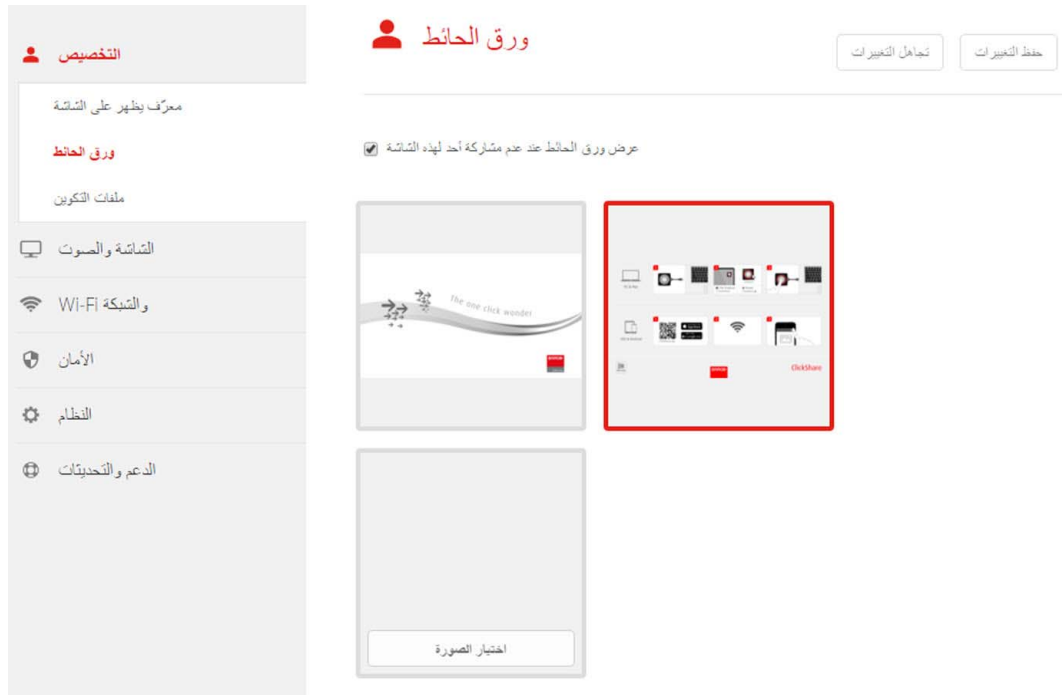 التخصيص
معرّف يظهر على الشاشة
ورق الحائط
ملفات التكوين
الشاشة والصوت
والشبكة Wi-Fi
الأمان
النظام
الدعم والتحديثات
ورق الحائط
تجاهل التغييرات
حفظ التغييرات
عرض ورق الحائط عند عدم مشاركة أحد لهذه الشاشة
The one click wonder
ClickShare
اختيار الصورة